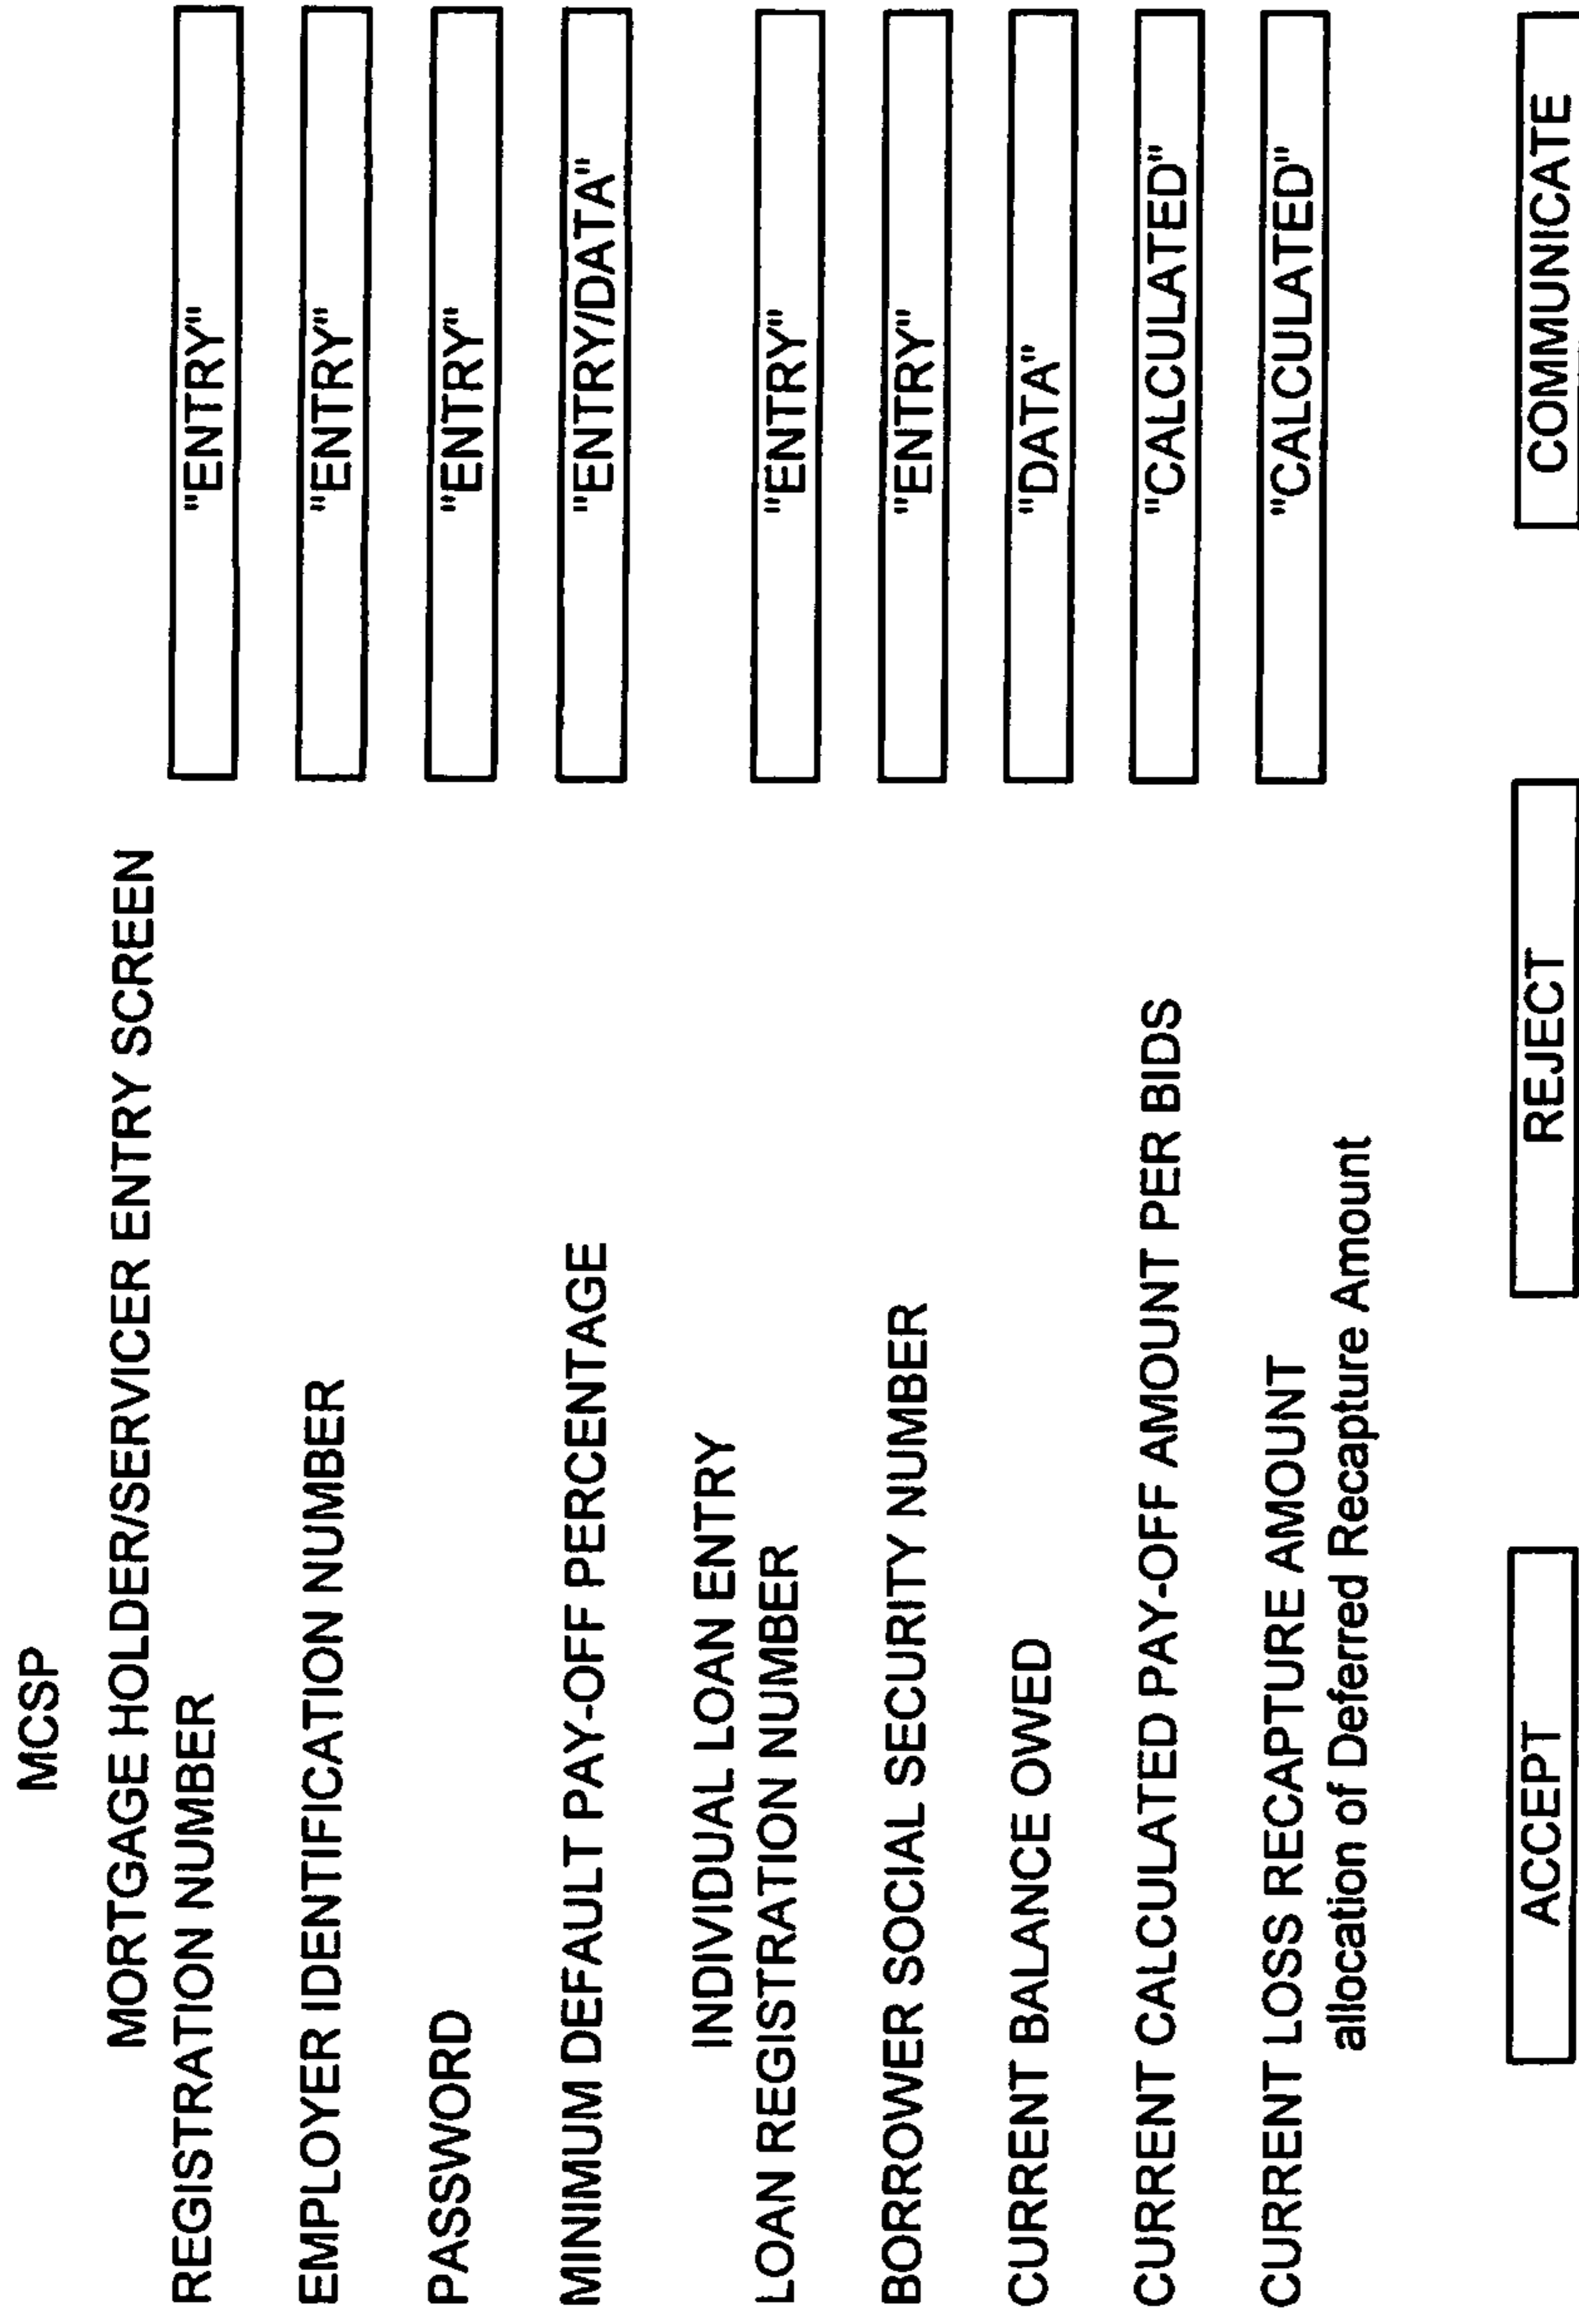 MCSP
MORTGAGE HOLDER/SERVICER ENTRY SCREEN
REGISTRATION NUMBER "ENTRY"
EMPLOYER IDENTIFICATION NUMBER "ENTRY"
PASSWORD "ENTRY"
MINIMUM DEFAULT PAY-OFF PERCENTAGE "ENTRY/DATA"
INDIVIDUAL LOAN ENTRY
LOAN REGISTRATION NUMBER "ENTRY"
BORROWER SOCIAL SECURITY NUMBER "ENTRY"
CURRENT BALANCE OWED "DATA"
CURRENT CALCULATED PAY-OFF AMOUNT PER BIDS "CALCULATED"
CURRENT LOSS RECAPTURE AMOUNT "CALCULATED"
allocation of Deferred Recapture Amount
ACCEPT REJECT COMMUNICATE